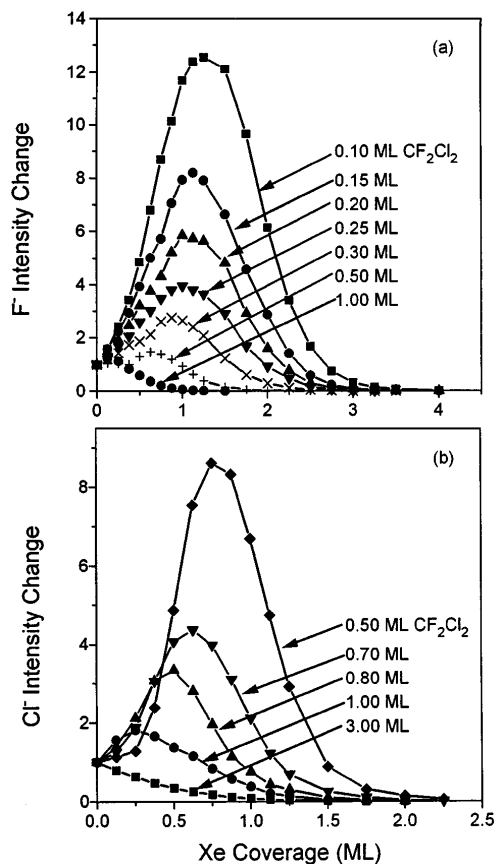 (a)
14
12
10
8
6
4
2
0
F⁻ Intensity Change
0.10 ML CF₂Cl₂
0.15 ML
0.20 ML
0.25 ML
0.30 ML
0.50 ML
1.00 ML
0 1 2 3 4
(b)
8
6
4
2
0
Cl⁻ Intensity Change
0.50 ML CF₂Cl₂
0.70 ML
0.80 ML
1.00 ML
3.00 ML
0.0 0.5 1.0 1.5 2.0 2.5
Xe Coverage (ML)